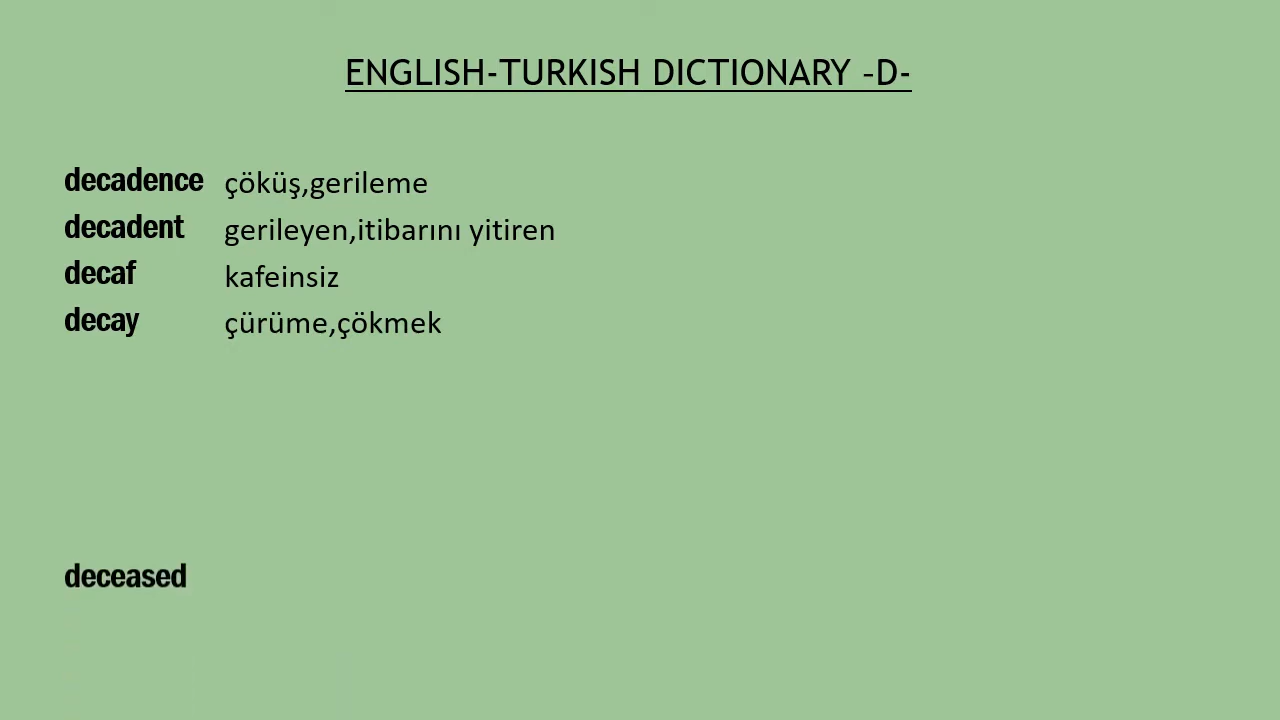 ENGLISH-TURKISH DICTIONARY –D-
decadence çöküş,gerileme
decadent gerileyen,itibarını yitiren
decaf kafeinsiz
decay çürüme,çökmek
deceased